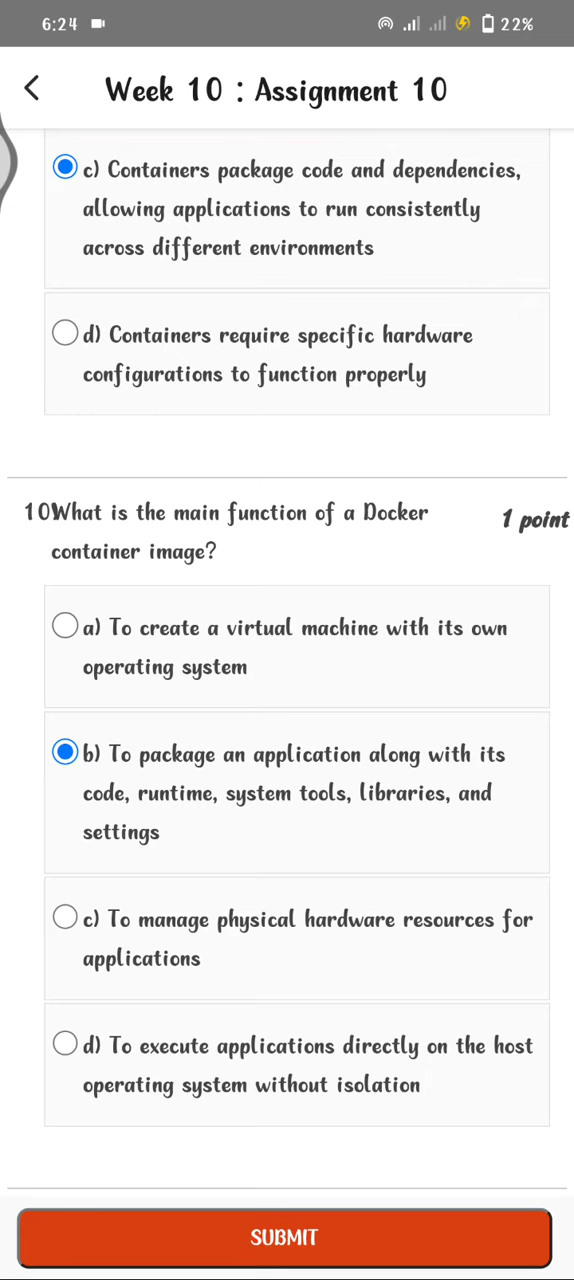 6:24
22%
Week 10 : Assignment 10
c) Containers package code and dependencies,
allowing applications to run consistently
across different environments
d) Containers require specific hardware
configurations to function properly
10)What is the main function of a Docker
container image?
1 point
a) To create a virtual machine with its own
operating system
b) To package an application along with its
code, runtime, system tools, libraries, and
settings
c) To manage physical hardware resources for
applications
d) To execute applications directly on the host
operating system without isolation
SUBMIT